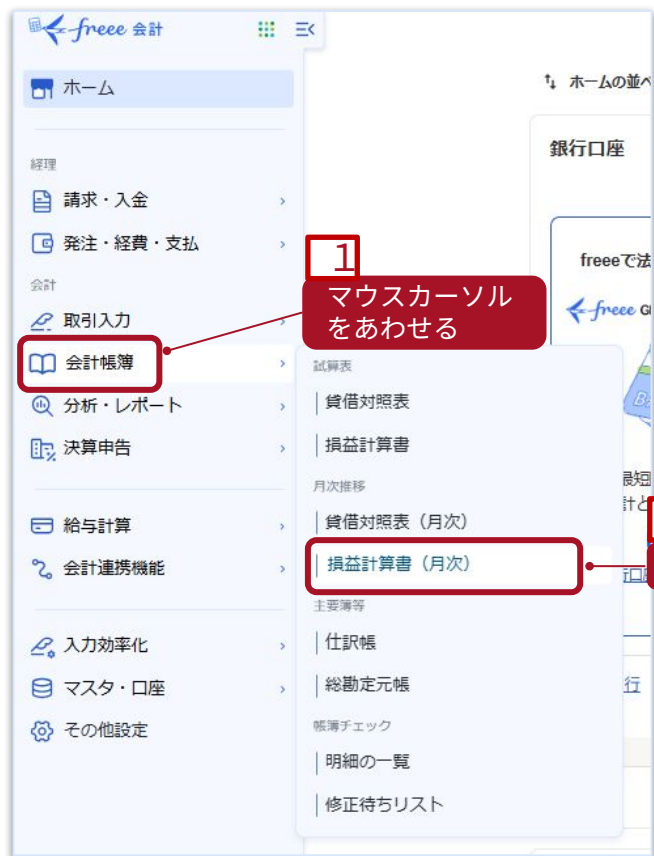 freee 会計
ホーム
経理
請求・入金
発注・経費・支払
会計
取引入力
会計帳簿
分析・レポート
決算申告
給与計算
会計連携機能
入力効率化
マスタ・口座
その他設定
1
マウスカーソル
をあわせる
試算表
貸借対照表
損益計算書
月次推移
貸借対照表（月次）
損益計算書（月次）
主要簿等
仕訳帳
総勘定元帳
帳簿チェック
明細の一覧
修正待ちリスト
ホームの並べ
銀行口座
freeeで法
freee G
最短
計と
行口座
行